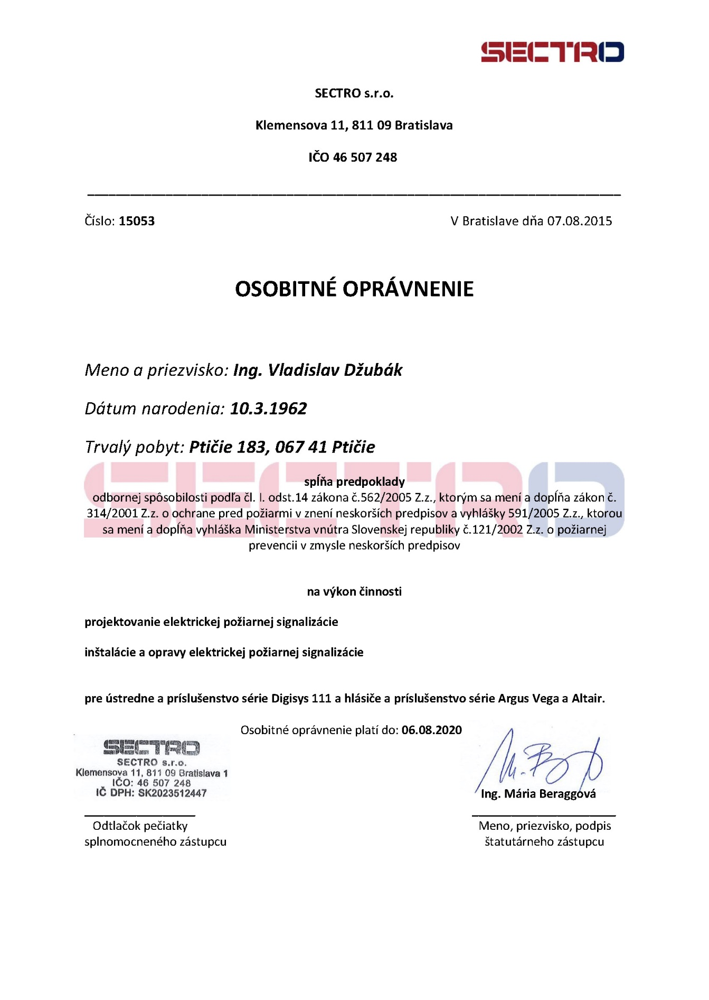 SECTRO
SECTRO s.r.o.
Klemensova 11, 811 09 Bratislava
IČO 46 507 248
Číslo: 15053 V Bratislave dňa 07.08.2015
OSOBITNÉ OPRÁVNENIE
Meno a priezvisko: Ing. Vladislav Džubák
Dátum narodenia: 10.3.1962
Trvalý pobyt: Ptičie 183, 067 41 Ptičie
SECTRO
spĺňa predpoklady
odbornej spôsobilosti podľa čl. I. odst.14 zákona č.562/2005 Z.z., ktorým sa mení a dopĺňa zákon č.
314/2001 Z.z. o ochrane pred požiarmi v znení neskorších predpisov a vyhlášky 591/2005 Z.z., ktorou
sa mení a dopĺňa vyhláška Ministerstva vnútra Slovenskej republiky č.121/2002 Z.z. o požiarnej
prevencii v zmysle neskorších predpisov
na výkon činnosti
projektovanie elektrickej požiarnej signalizácie
inštalácie a opravy elektrickej požiarnej signalizácie
pre ústredne a príslušenstvo série Digisys 111 a hlásiče a príslušenstvo série Argus Vega a Altair.
Osobitné oprávnenie platí do: 06.08.2020
SECTRO
SECTRO s.r.o.
Klemensova 11, 811 09 Bratislava 1
IČO: 46 507 248
IČ DPH: SK2023512447
Ing. Mária Beraggová
Odtlačok pečiatky
splnomocneného zástupcu
Meno, priezvisko, podpis
štatutárneho zástupcu